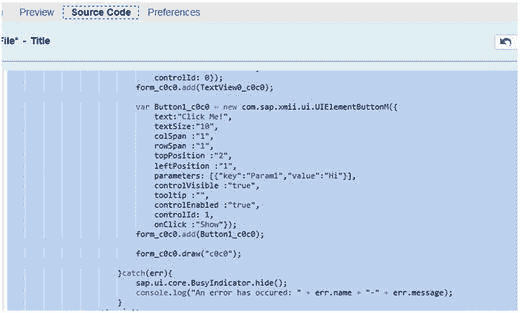 Preview Source Code Preferences
File* - Title
controlId: 0});
form_c0c0.add(TextView0_c0c0);
var Button1_c0c0 = new com.sap.xmii.ui.UIElementButtonM({
text:"Click Me!",
textSize:"10",
colSpan :"1",
rowSpan :"1",
topPosition :"2",
leftPosition :"1",
parameters: [{"key":"Param1","value":"Hi"}],
controlVisible :"true",
tooltip :"",
controlEnabled :"true",
controlId: 1,
onClick :"Show"});
form_c0c0.add(Button1_c0c0);
form_c0c0.draw("c0c0");
}catch(err){
sap.ui.core.BusyIndicator.hide();
console.log("An error has occured: " + err.name + "-" + err.message);
}